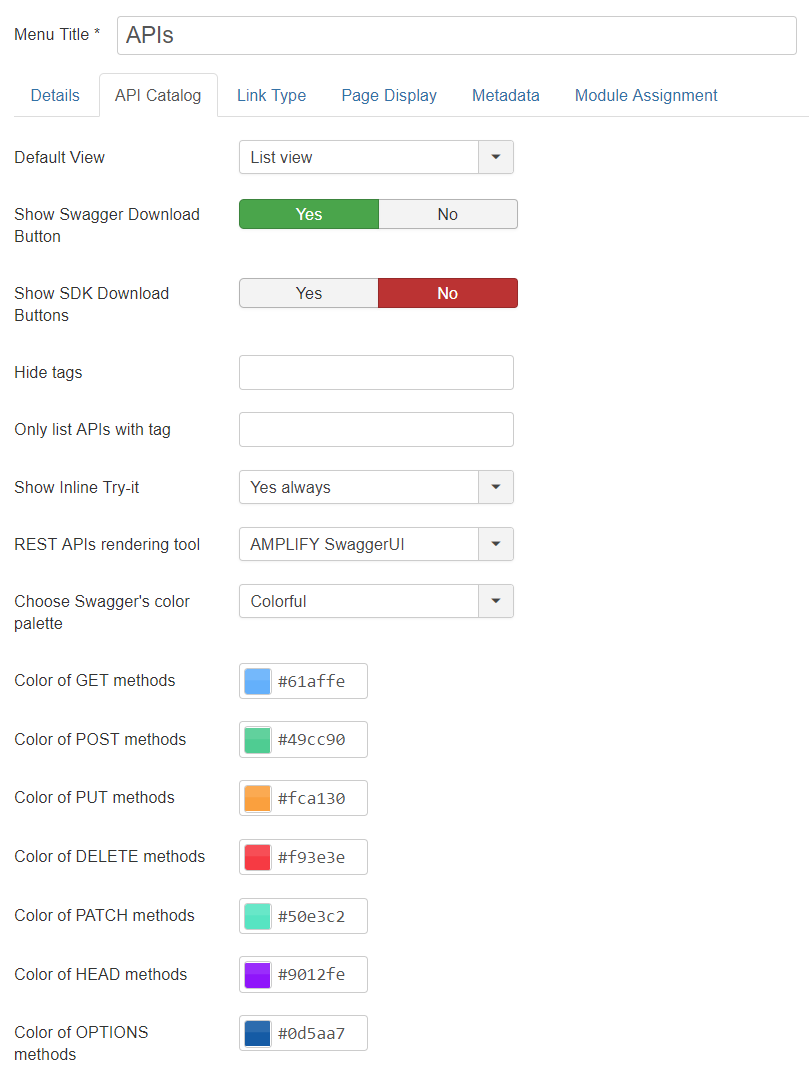 Menu Title * APIs
Details API Catalog Link Type Page Display Metadata Module Assignment
Default View List view
Show Swagger Download Yes No
Button
Show SDK Download Yes No
Buttons
Hide tags
Only list APIs with tag
Show Inline Try-it Yes always
REST APIs rendering tool AMPLIFY SwaggerUI
Choose Swagger's color Colorful
palette
Color of GET methods #61affe
Color of POST methods #49cc90
Color of PUT methods #fca130
Color of DELETE methods #f93e3e
Color of PATCH methods #50e3c2
Color of HEAD methods #9012fe
Color of OPTIONS #0d5aa7
methods